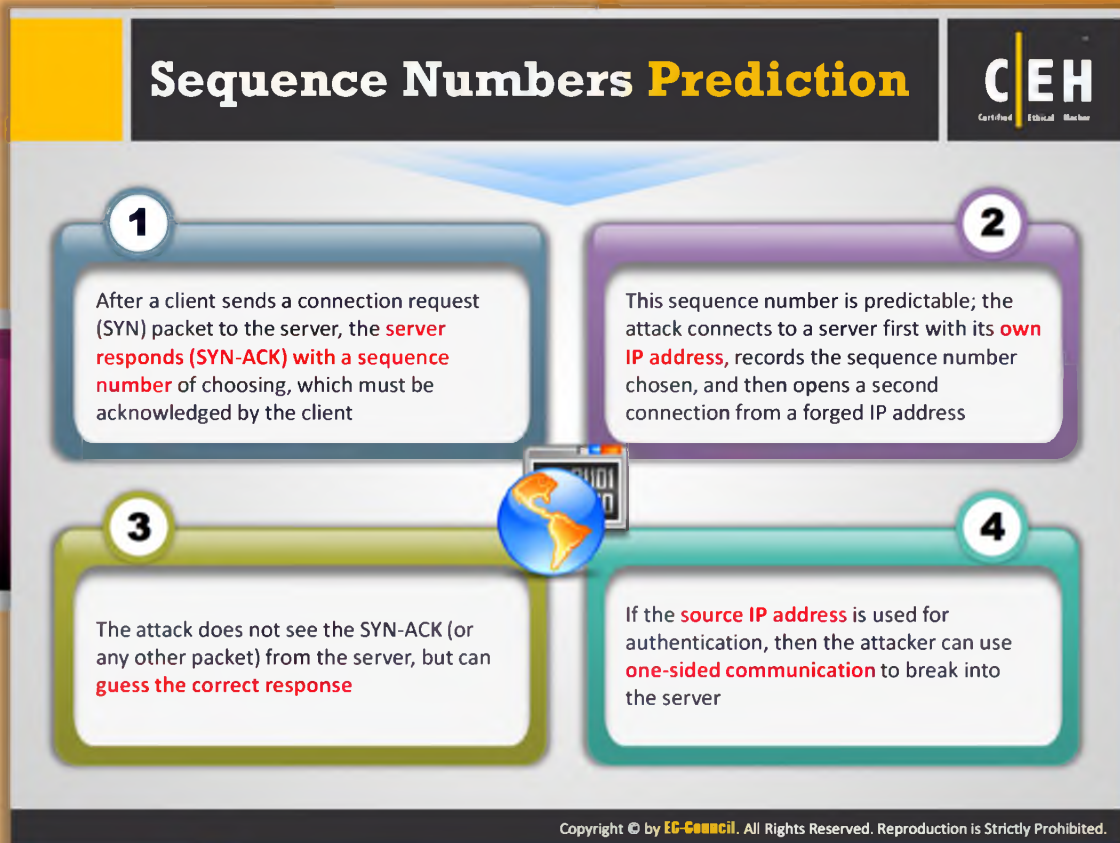 Sequence Numbers Prediction
C|EH
Certified Ethical Hacker
1
After a client sends a connection request
(SYN) packet to the server, the server
responds (SYN-ACK) with a sequence
number of choosing, which must be
acknowledged by the client
2
This sequence number is predictable; the
attack connects to a server first with its own
IP address, records the sequence number
chosen, and then opens a second
connection from a forged IP address
3
The attack does not see the SYN-ACK (or
any other packet) from the server, but can
guess the correct response
4
If the source IP address is used for
authentication, then the attacker can use
one-sided communication to break into
the server
Copyright © by EC-Council. All Rights Reserved. Reproduction is Strictly Prohibited.